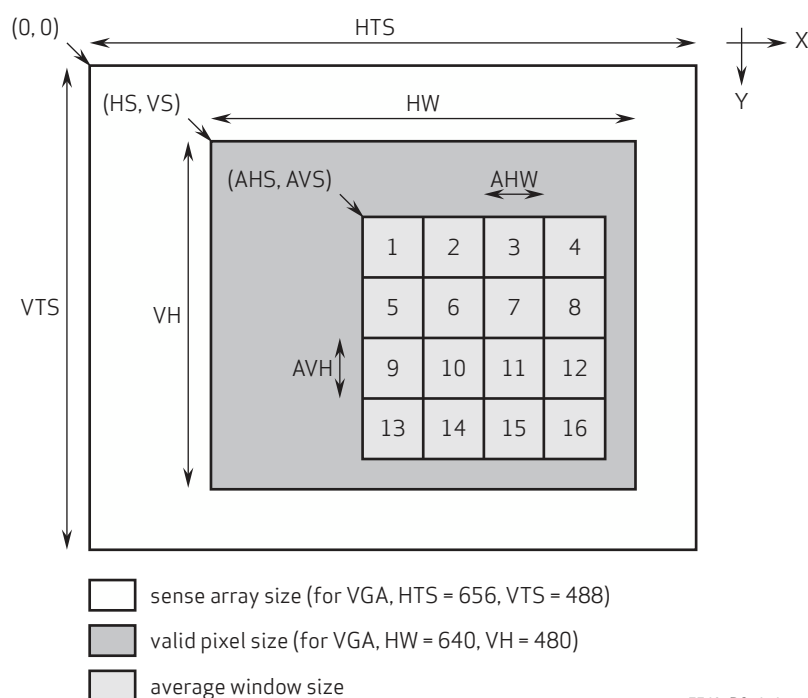 (0, 0)
HTS
X
Y
(HS, VS)
HW
(AHS, AVS)
AHW
1 2 3 4
VTS
VH
5 6 7 8
AVH
9 10 11 12
13 14 15 16
sense array size (for VGA, HTS = 656, VTS = 488)
valid pixel size (for VGA, HW = 640, VH = 480)
average window size